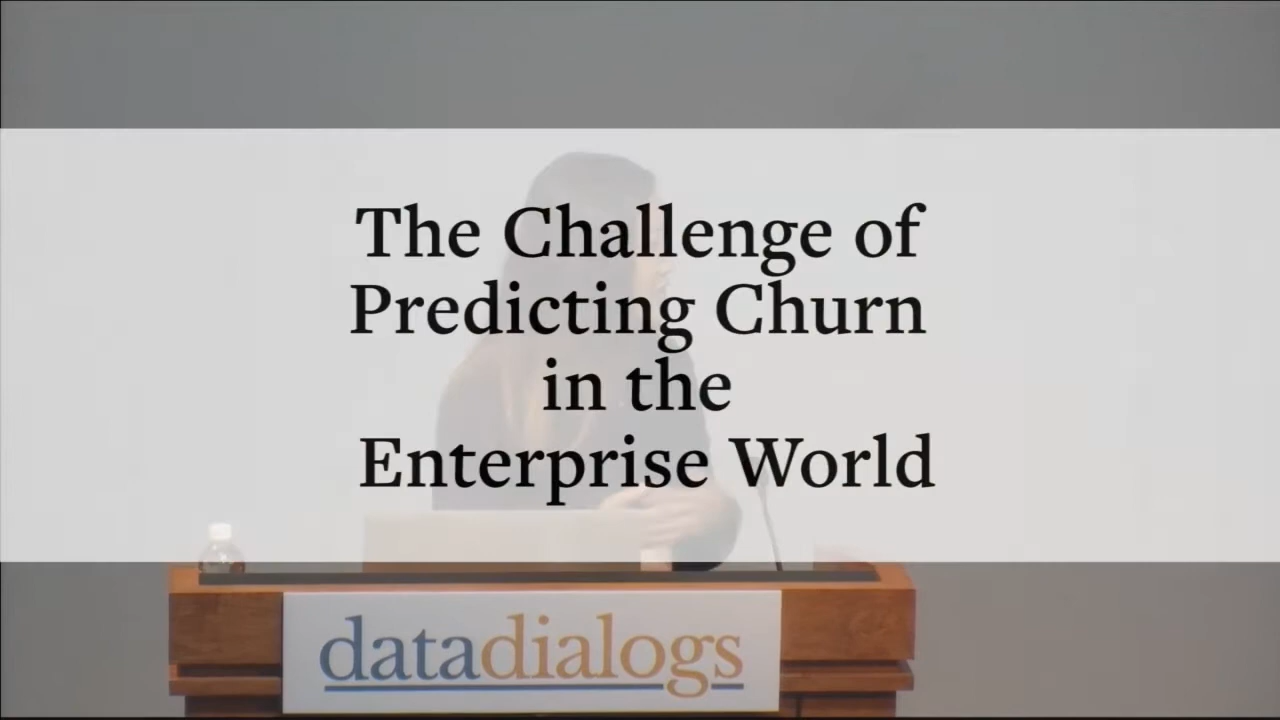 The Challenge of
Predicting Churn
in the
Enterprise World
datadialogs